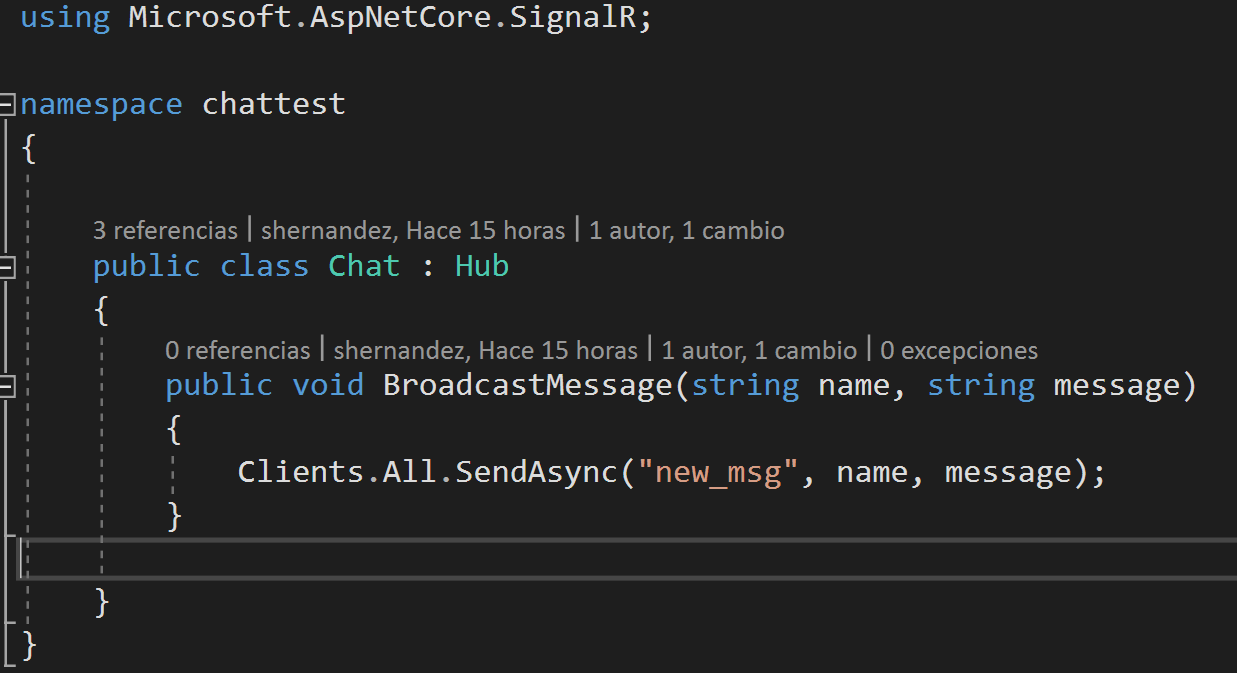 using Microsoft.AspNetCore.SignalR;
namespace chattest
{
3 referencias | shernandez, Hace 15 horas | 1 autor, 1 cambio
public class Chat : Hub
{
0 referencias | shernandez, Hace 15 horas | 1 autor, 1 cambio | 0 excepciones
public void BroadcastMessage(string name, string message)
{
Clients.All.SendAsync("new_msg", name, message);
}
}
}